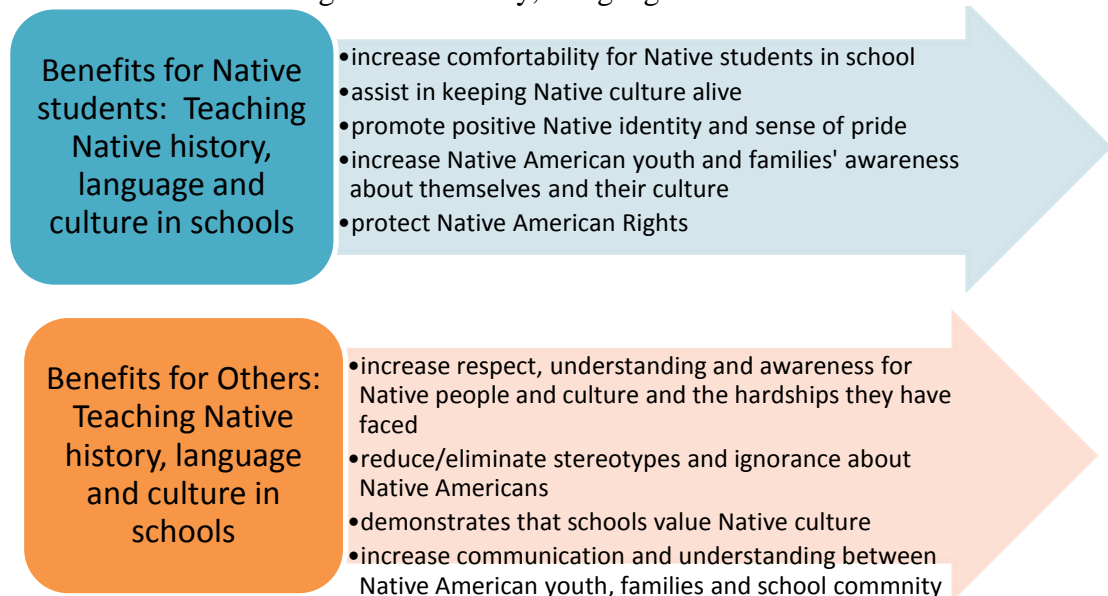 Benefits for Native
students:  Teaching
Native history,
language and
culture in schools
•increase comfortability for Native students in school
•assist in keeping Native culture alive
•promote positive Native identity and sense of pride
•increase Native American youth and families' awareness
about themselves and their culture
•protect Native American Rights
Benefits for Others:
Teaching Native
history, language
and culture in
schools
•increase respect, understanding and awareness for
Native people and culture and the hardships they have
faced
•reduce/eliminate stereotypes and ignorance about
Native Americans
•demonstrates that schools value Native culture
•increase communication and understanding between
Native American youth, families and school commnity